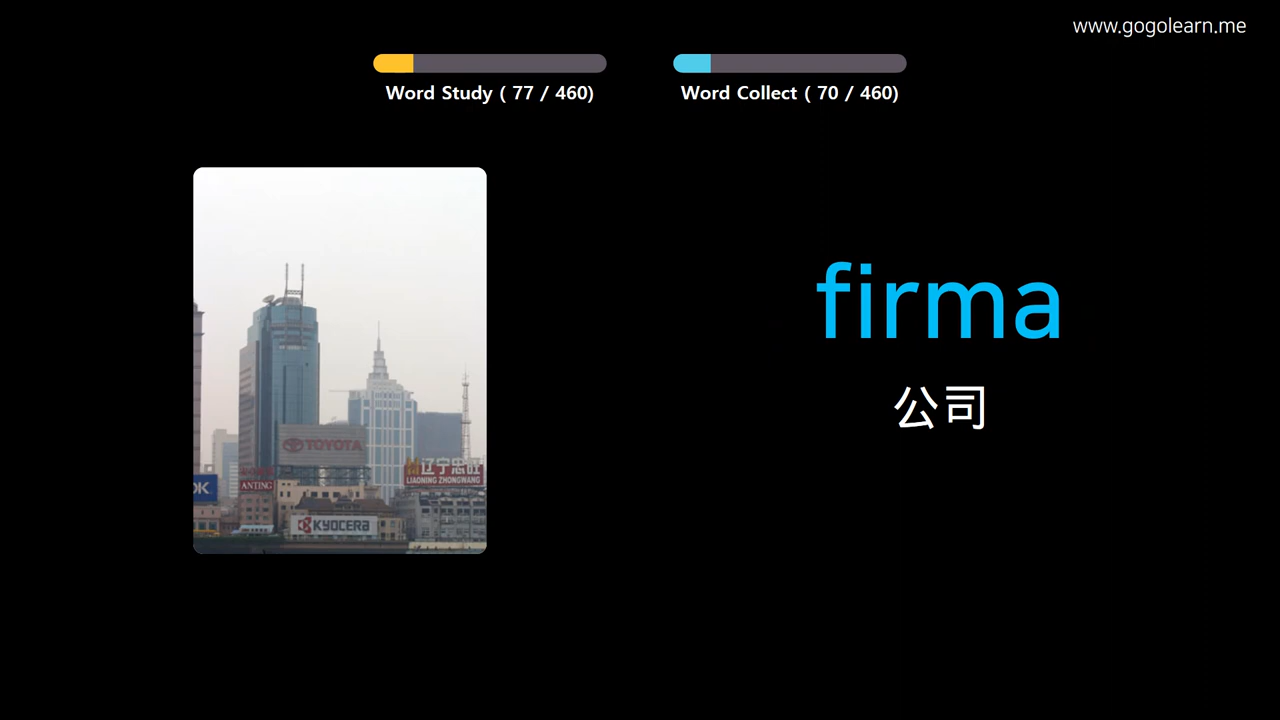 www.gogolearn.me
Word Study ( 77 / 460)
Word Collect ( 70 / 460)
firma
公司
TOYOTA
ANTING
辽宁忠旺
LIAONING ZHONGWANG
KYOCERA